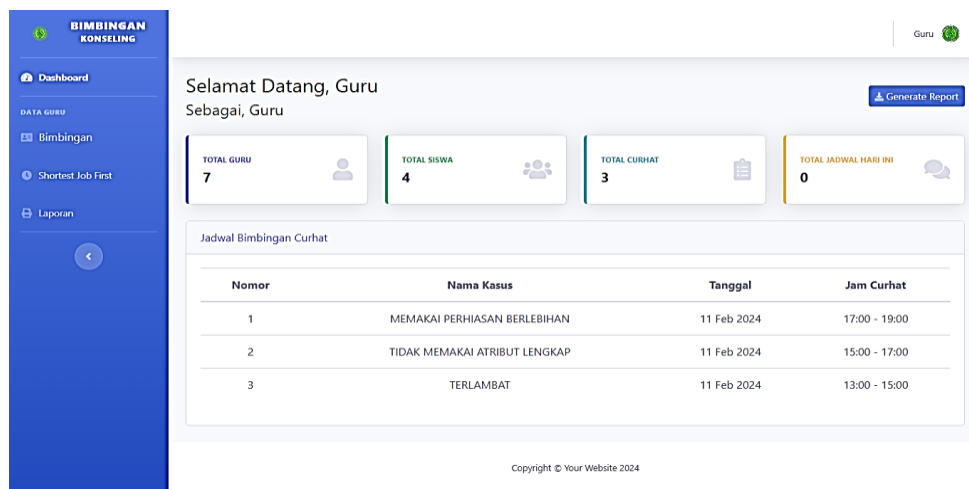 BIMBINGAN
KONSELING
Guru
Dashboard
DATA GURU
Bimbingan
Shortest Job First
Laporan
Selamat Datang, Guru
Sebagai, Guru
Generate Report
TOTAL GURU
7
TOTAL SISWA
4
TOTAL CURHAT
3
TOTAL JADWAL HARI INI
0
Jadwal Bimbingan Curhat
Nomor Nama Kasus Tanggal Jam Curhat
1 MEMAKAI PERHIASAN BERLEBIHAN 11 Feb 2024 17:00 - 19:00
2 TIDAK MEMAKAI ATRIBUT LENGKAP 11 Feb 2024 15:00 - 17:00
3 TERLAMBAT 11 Feb 2024 13:00 - 15:00
Copyright © Your Website 2024